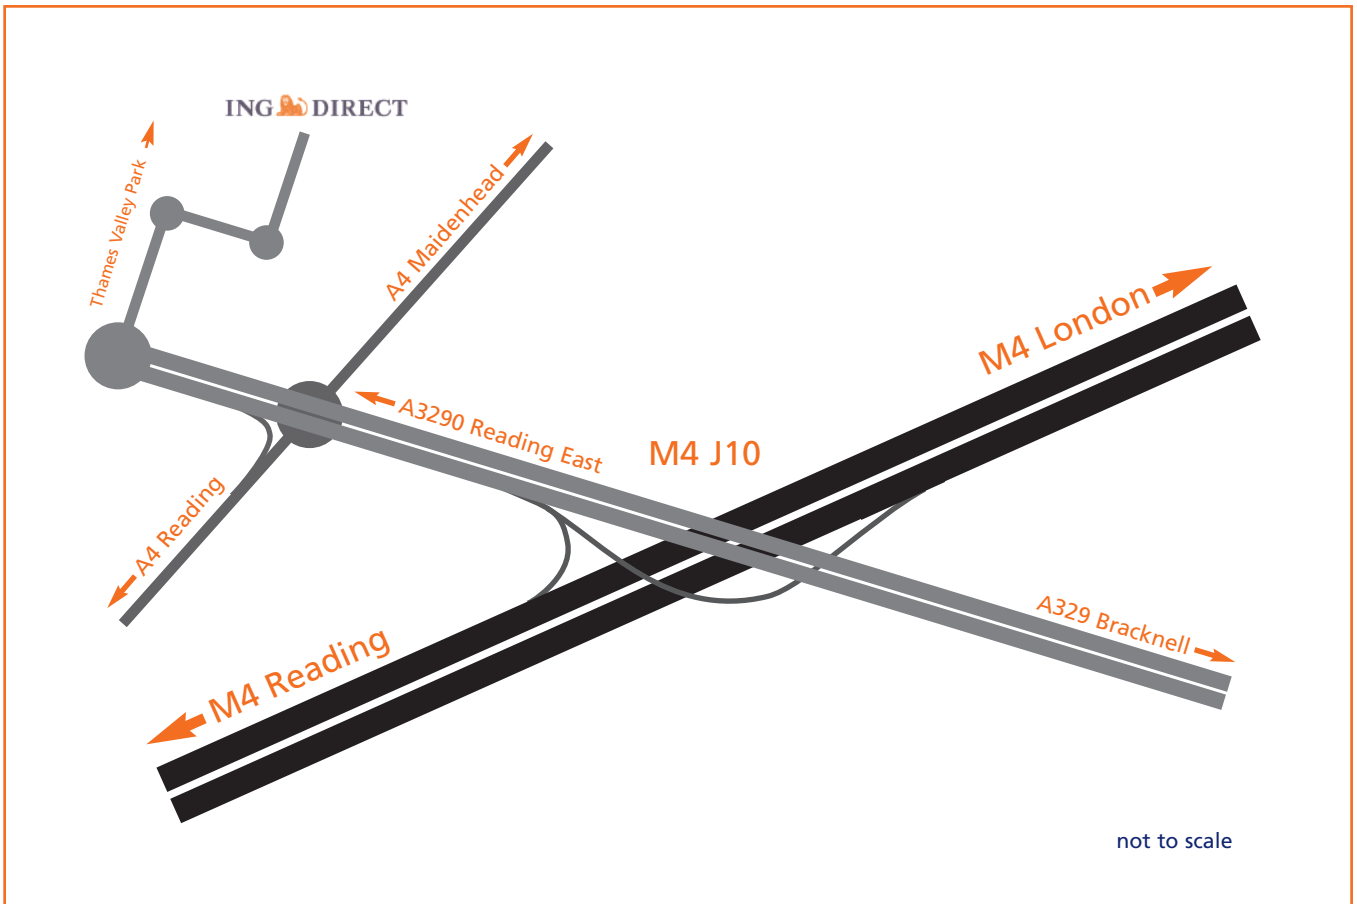 ING DIRECT
Thames Valley Park
A4 Maidenhead
M4 London
A3290 Reading East
M4 J10
A4 Reading
A329 Bracknell
M4 Reading
not to scale